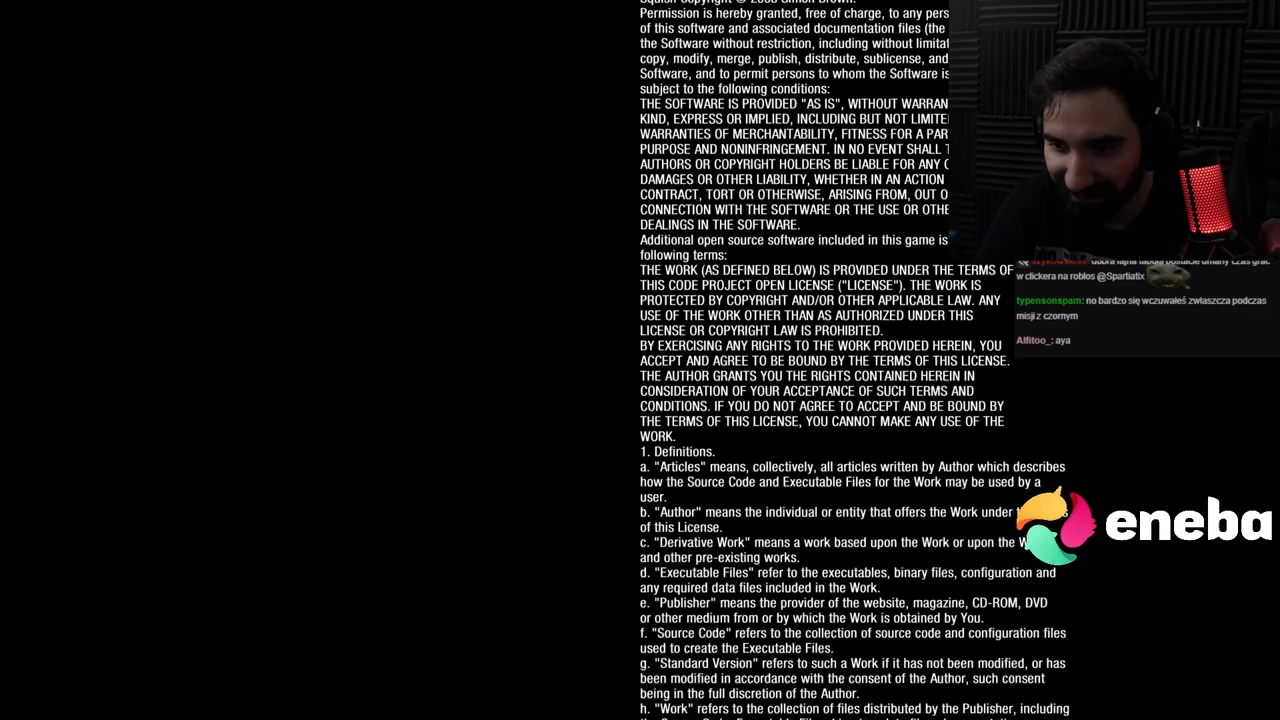 Squish Copyright © 2006 Simon Brown.
Permission is hereby granted, free of charge, to any pers
of this software and associated documentation files (the
the Software without restriction, including without limitat
copy, modify, merge, publish, distribute, sublicense, and
Software, and to permit persons to whom the Software is
subject to the following conditions:
THE SOFTWARE IS PROVIDED "AS IS", WITHOUT WARRAN
KIND, EXPRESS OR IMPLIED, INCLUDING BUT NOT LIMITE
WARRANTIES OF MERCHANTABILITY, FITNESS FOR A PAR
PURPOSE AND NONINFRINGEMENT. IN NO EVENT SHALL T
AUTHORS OR COPYRIGHT HOLDERS BE LIABLE FOR ANY C
DAMAGES OR OTHER LIABILITY, WHETHER IN AN ACTION
CONTRACT, TORT OR OTHERWISE, ARISING FROM, OUT O
CONNECTION WITH THE SOFTWARE OR THE USE OR OTHE
DEALINGS IN THE SOFTWARE.
Additional open source software included in this game is
following terms:
THE WORK (AS DEFINED BELOW) IS PROVIDED UNDER THE TERMS OF
THIS CODE PROJECT OPEN LICENSE ("LICENSE"). THE WORK IS
PROTECTED BY COPYRIGHT AND/OR OTHER APPLICABLE LAW. ANY
USE OF THE WORK OTHER THAN AS AUTHORIZED UNDER THIS
LICENSE OR COPYRIGHT LAW IS PROHIBITED.
BY EXERCISING ANY RIGHTS TO THE WORK PROVIDED HEREIN, YOU
ACCEPT AND AGREE TO BE BOUND BY THE TERMS OF THIS LICENSE.
THE AUTHOR GRANTS YOU THE RIGHTS CONTAINED HEREIN IN
CONSIDERATION OF YOUR ACCEPTANCE OF SUCH TERMS AND
CONDITIONS. IF YOU DO NOT AGREE TO ACCEPT AND BE BOUND BY
THE TERMS OF THIS LICENSE, YOU CANNOT MAKE ANY USE OF THE
WORK.
1. Definitions.
a. "Articles" means, collectively, all articles written by Author which describes
how the Source Code and Executable Files for the Work may be used by a
user.
b. "Author" means the individual or entity that offers the Work under
of this License.
c. "Derivative Work" means a work based upon the Work or upon the W
and other pre-existing works.
d. "Executable Files" refer to the executables, binary files, configuration and
any required data files included in the Work.
e. "Publisher" means the provider of the website, magazine, CD-ROM, DVD
or other medium from or by which the Work is obtained by You.
f. "Source Code" refers to the collection of source code and configuration files
used to create the Executable Files.
g. "Standard Version" refers to such a Work if it has not been modified, or has
been modified in accordance with the consent of the Author, such consent
being in the full discretion of the Author.
h. "Work" refers to the collection of files distributed by the Publisher, including
dobra fajna fabuła postacie umiany czas grac
w clickera na roblos @Spartiatix
typensonspam: no bardzo się wczuwałeś zwłaszcza podczas
misji z czornym
Alfitoo_: aya
eneba